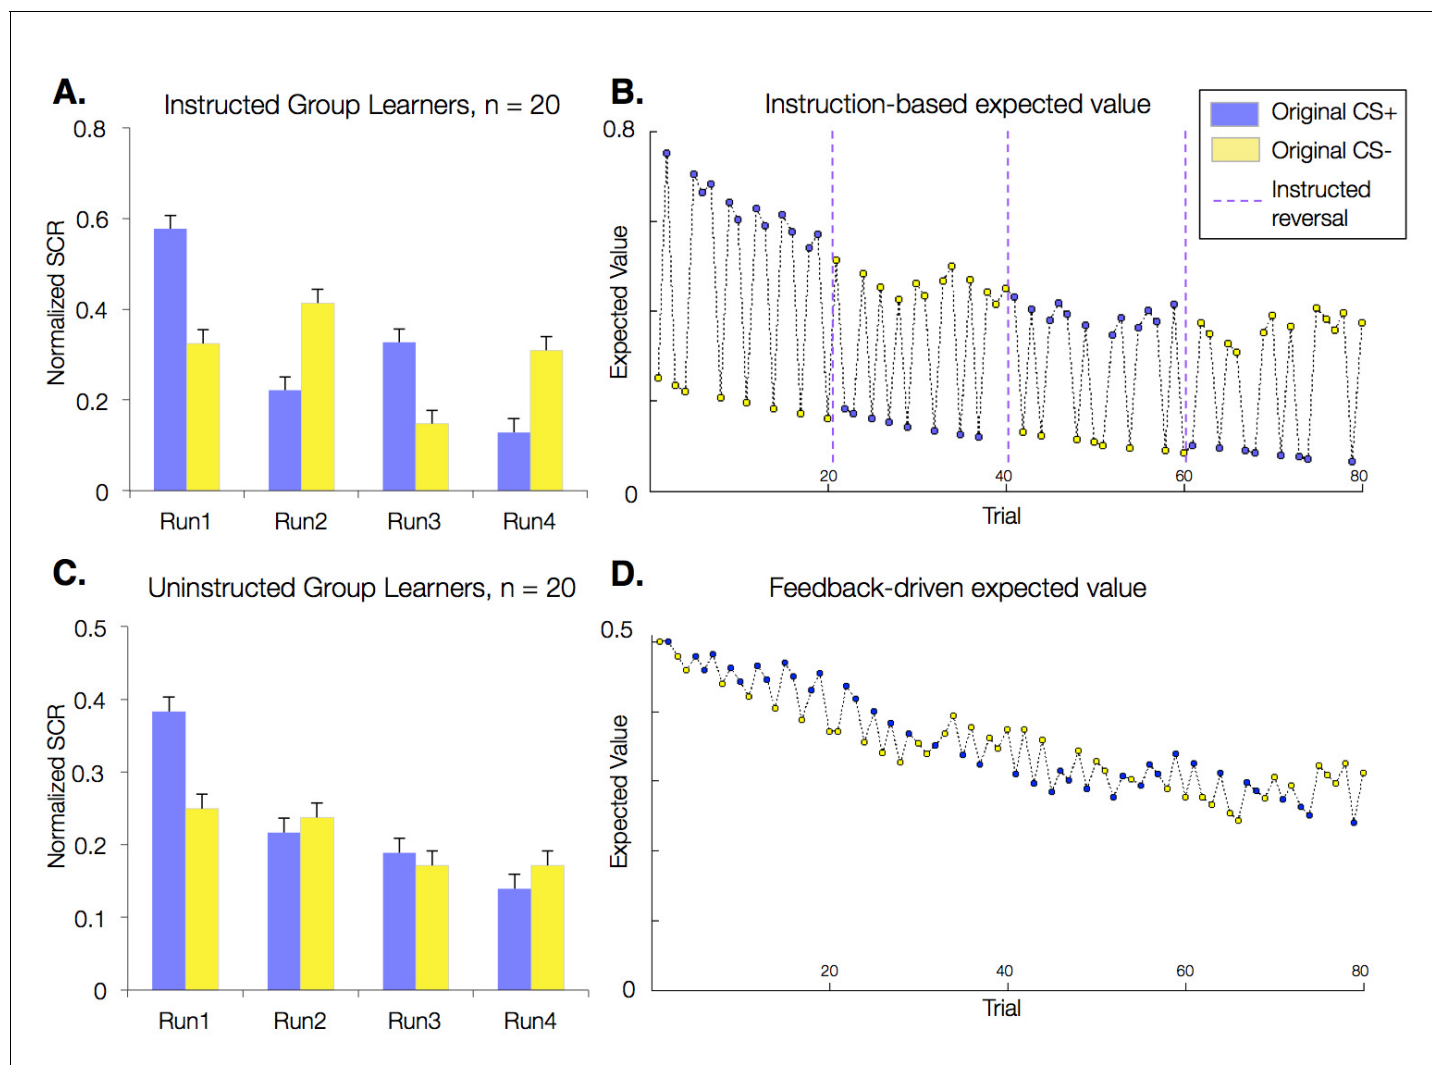 A.
Instructed Group Learners, n = 20
0.8
0.6
0.4
0.2
0
Normalized SCR
Run1 Run2 Run3 Run4
B.
Instruction-based expected value
0.8
0
Expected Value
20 40 60 80
Trial
Original CS+
Original CS-
Instructed
reversal
C.
Uninstructed Group Learners, n = 20
0.5
0.4
0.3
0.2
0.1
0
Normalized SCR
Run1 Run2 Run3 Run4
D.
Feedback-driven expected value
0.5
0
Expected Value
20 40 60 80
Trial